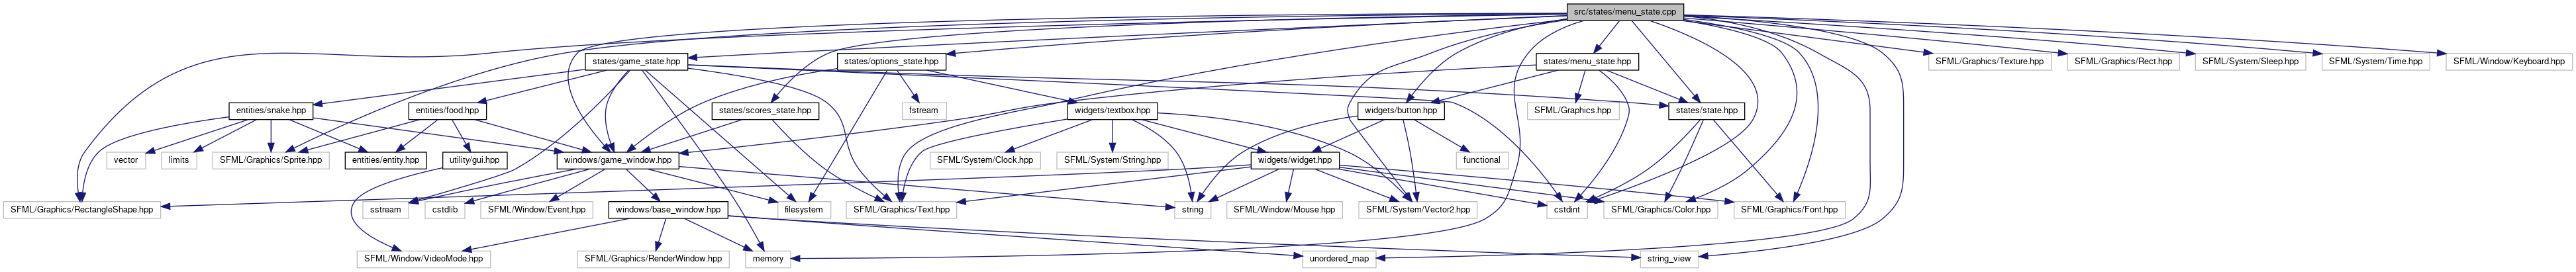 src/states/menu_state.cpp
states/game_state.hpp
states/options_state.hpp
states/menu_state.hpp
SFML/Graphics/Texture.hpp
SFML/Graphics/Rect.hpp
SFML/System/Sleep.hpp
SFML/System/Time.hpp
SFML/Window/Keyboard.hpp
entities/snake.hpp
entities/food.hpp
states/scores_state.hpp
fstream
widgets/textbox.hpp
widgets/button.hpp
SFML/Graphics.hpp
states/state.hpp
vector
limits
SFML/Graphics/Sprite.hpp
entities/entity.hpp
utility/gui.hpp
windows/game_window.hpp
SFML/System/Clock.hpp
SFML/System/String.hpp
widgets/widget.hpp
functional
SFML/Graphics/RectangleShape.hpp
sstream
cstdlib
SFML/Window/Event.hpp
windows/base_window.hpp
filesystem
SFML/Graphics/Text.hpp
string
SFML/Window/Mouse.hpp
SFML/System/Vector2.hpp
cstdint
SFML/Graphics/Color.hpp
SFML/Graphics/Font.hpp
SFML/Window/VideoMode.hpp
SFML/Graphics/RenderWindow.hpp
memory
unordered_map
string_view